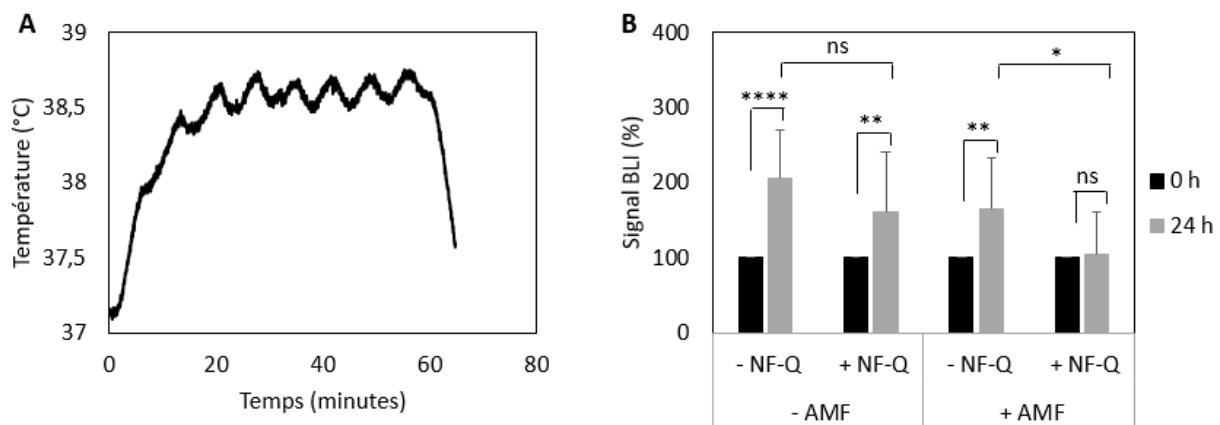 A
39
38,5
38
37,5
37
Température (°C)
0 20 40 60 80
Temps (minutes)
B
400
300
200
100
0
Signal BLI (%)
ns
*
****
**
**
ns
0 h
24 h
- NF-Q + NF-Q - NF-Q + NF-Q
- AMF + AMF